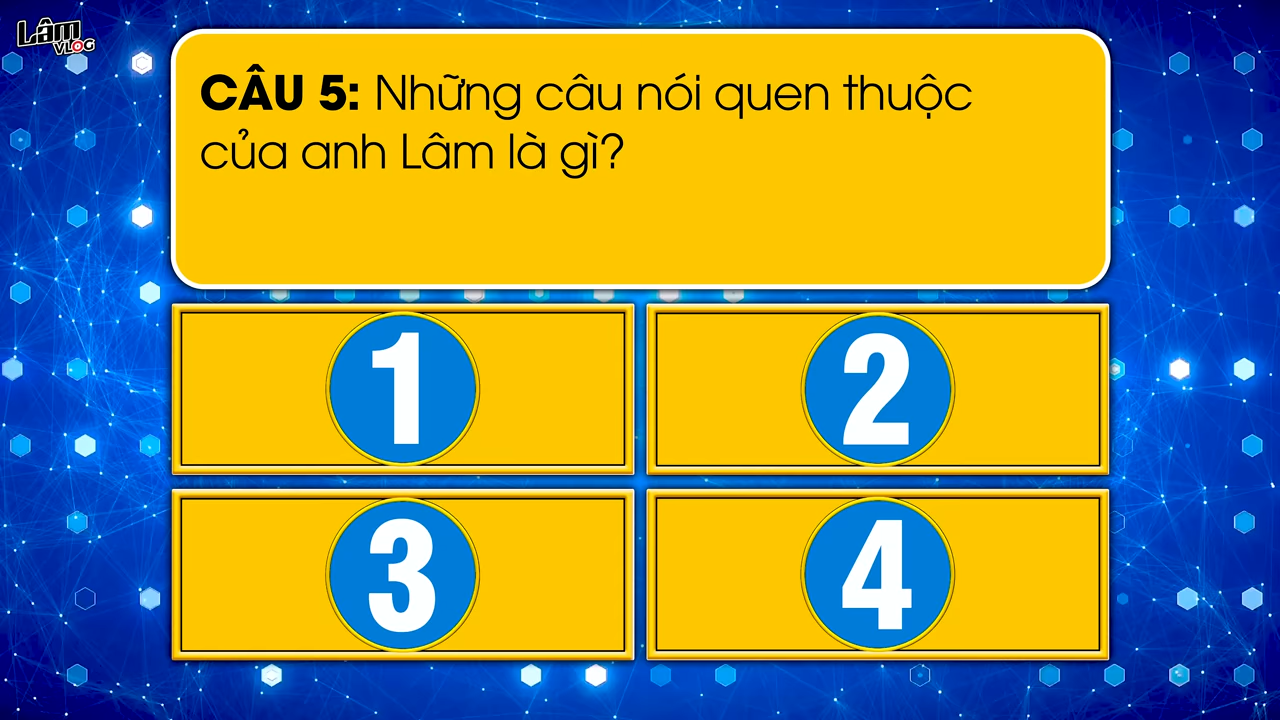 Lâm
VLOG
CÂU 5: Những câu nói quen thuộc
của anh Lâm là gì?
1
2
3
4